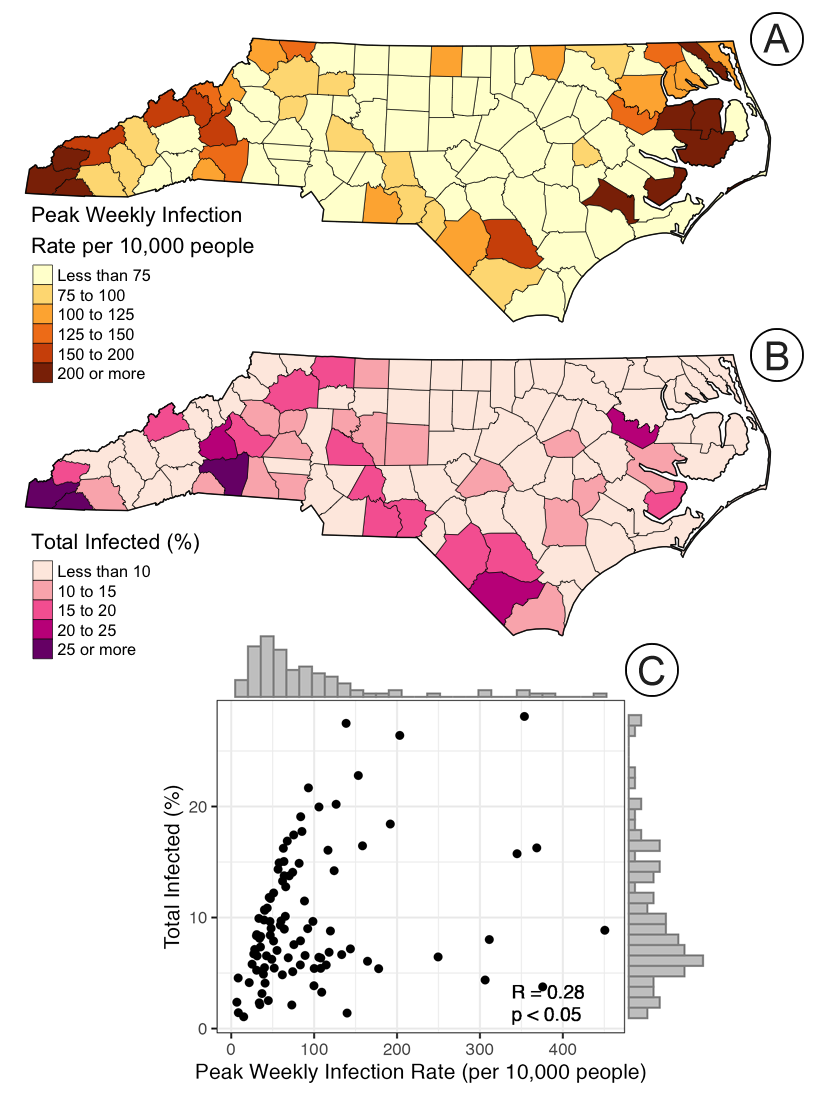 A
Peak Weekly Infection
Rate per 10,000 people
Less than 75
75 to 100
100 to 125
125 to 150
150 to 200
200 or more
B
Total Infected (%)
Less than 10
10 to 15
15 to 20
20 to 25
25 or more
C
Total Infected (%)
20
10
0
R = 0.28
p < 0.05
0 100 200 300 400
Peak Weekly Infection Rate (per 10,000 people)